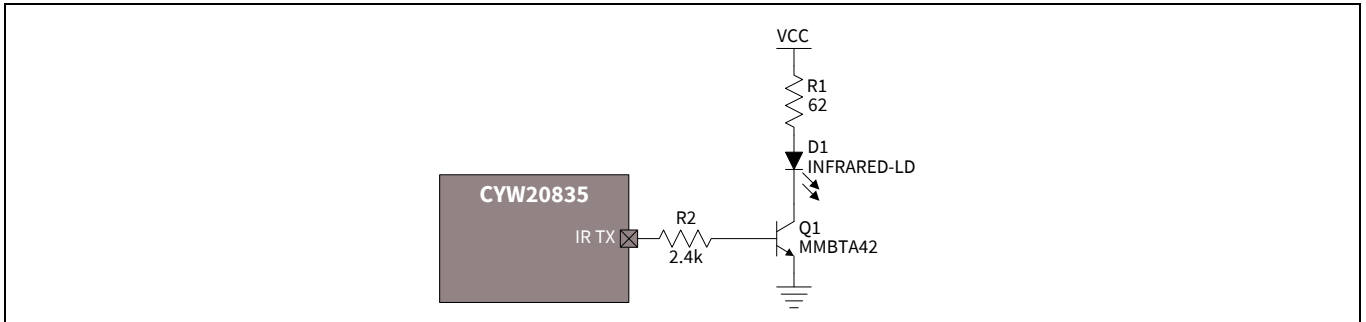 VCC
R1
62
D1
INFRARED-LD
CYW20835
IR TX
R2
2.4k
Q1
MMBTA42